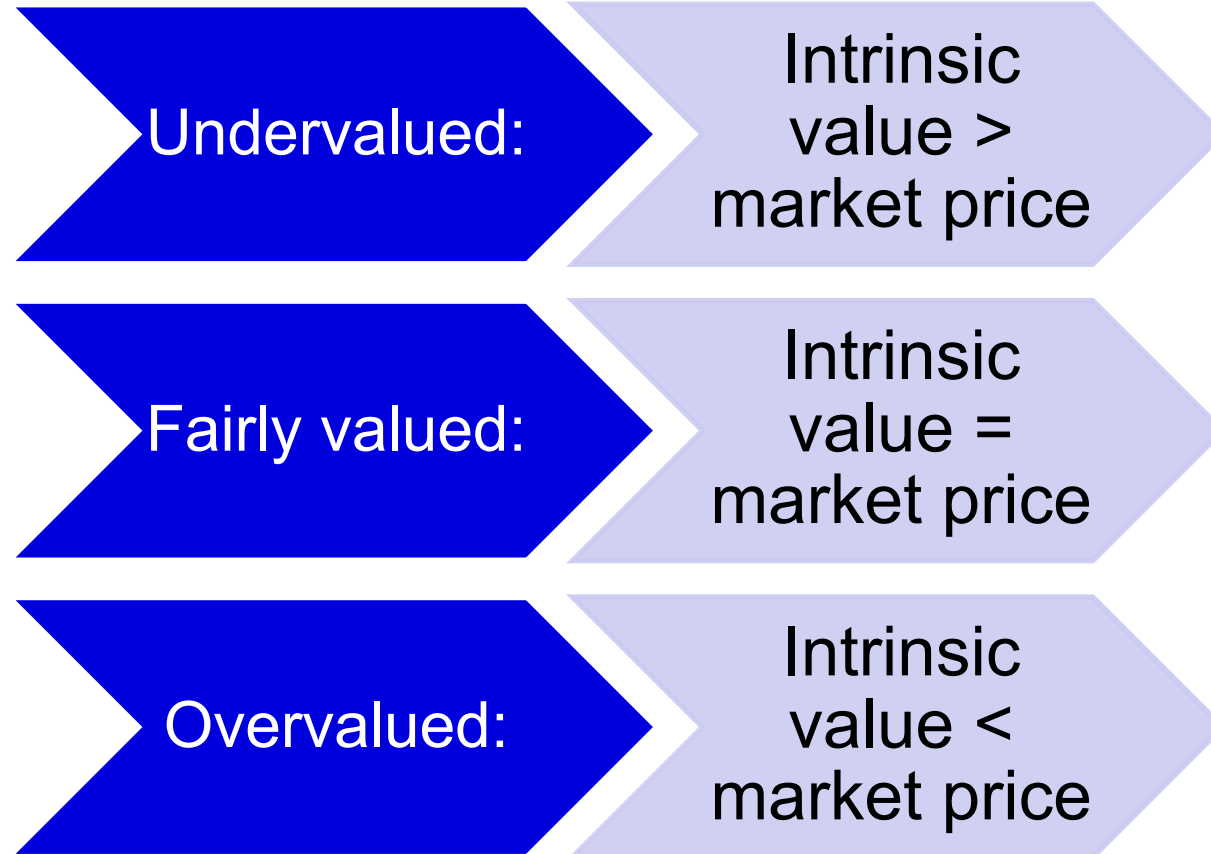 Undervalued:
Intrinsic
value >
market price
Fairly valued:
Intrinsic
value =
market price
Overvalued:
Intrinsic
value <
market price